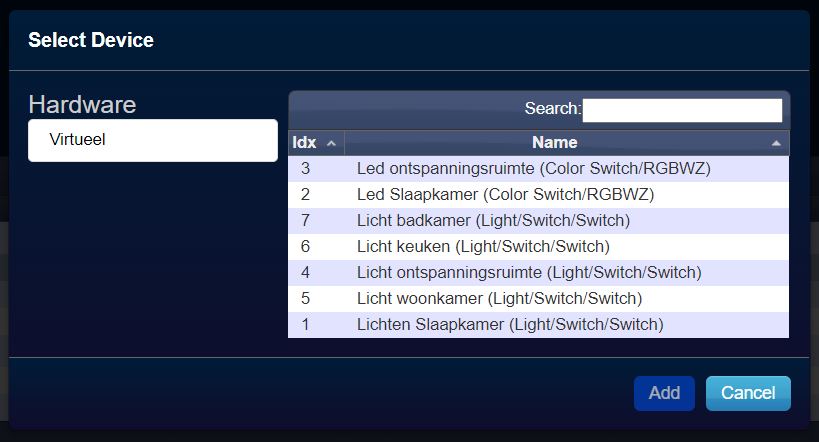 Select Device
Hardware
Virtueel
Search:
Idx Name
3 Led ontspanningsruimte (Color Switch/RGBWZ)
2 Led Slaapkamer (Color Switch/RGBWZ)
7 Licht badkamer (Light/Switch/Switch)
6 Licht keuken (Light/Switch/Switch)
4 Licht ontspanningsruimte (Light/Switch/Switch)
5 Licht woonkamer (Light/Switch/Switch)
1 Lichten Slaapkamer (Light/Switch/Switch)
Add Cancel